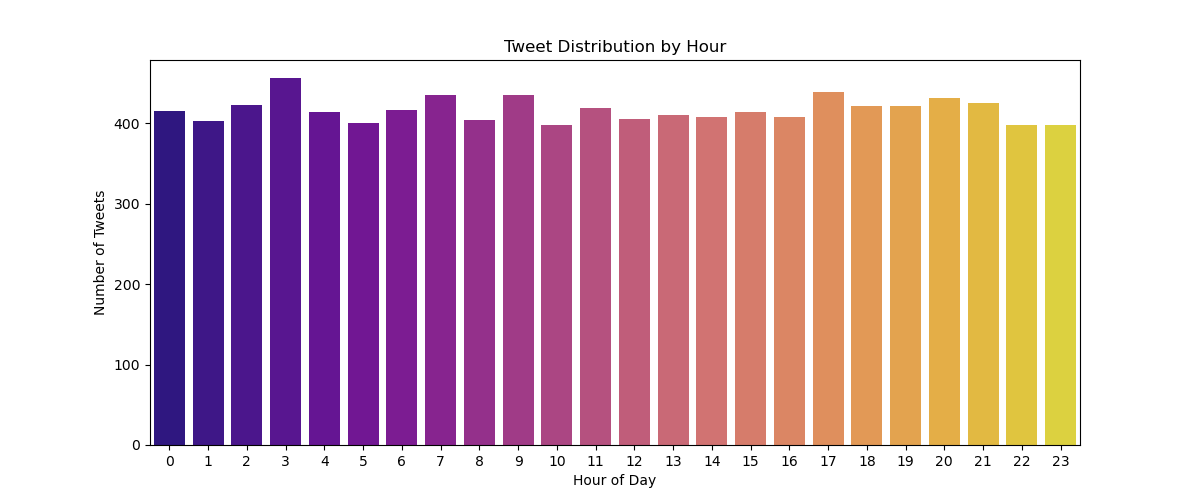 Tweet Distribution by Hour
Number of Tweets
400
300
200
100
0
0 1 2 3 4 5 6 7 8 9 10 11 12 13 14 15 16 17 18 19 20 21 22 23
Hour of Day